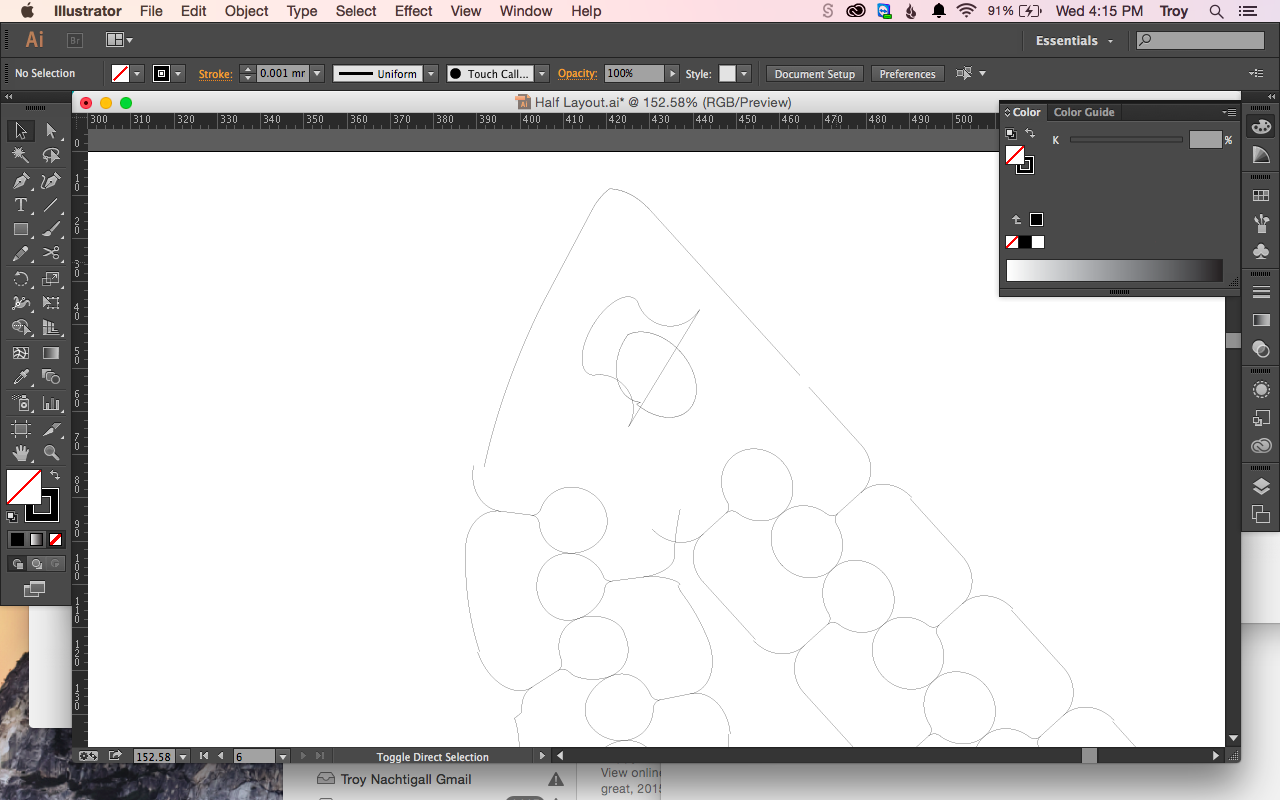 Illustrator File Edit Object Type Select Effect View Window Help 91% Wed 4:15 PM Troy
Ai Br Essentials
No Selection Stroke: 0.001 mr Uniform Touch Call... Opacity: 100% Style: Document Setup Preferences
Half Layout.ai* @ 152.58% (RGB/Preview)
300 310 320 330 340 350 360 370 380 390 400 410 420 430 440 450 460 470 480 490 500
0
10
20
30
40
50
60
70
80
90
100
110
120
130
Color Color Guide
K %
152.58 6 Toggle Direct Selection
Troy Nachtigall Gmail
View online
great, 2015